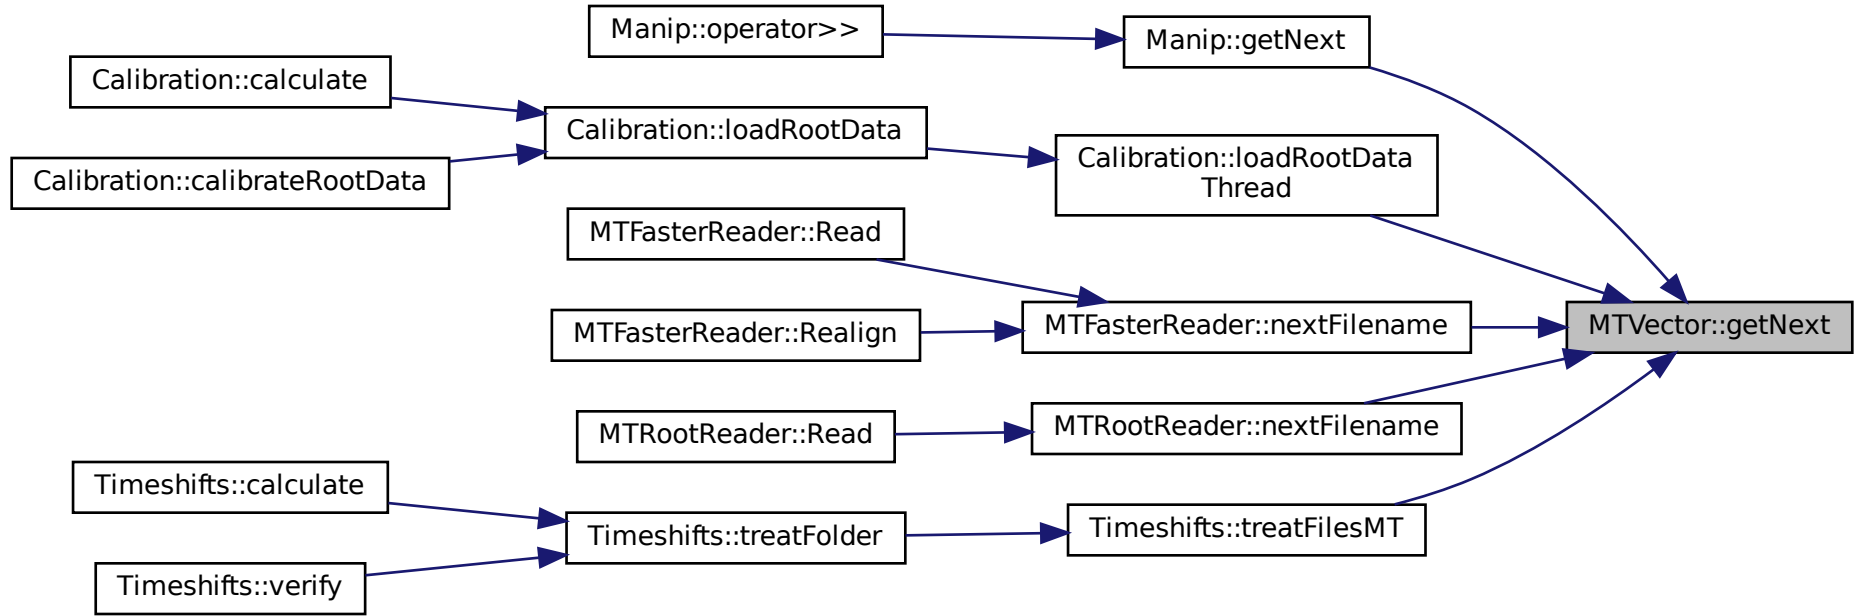 Manip::operator>>
Manip::getNext
Calibration::calculate
Calibration::loadRootData
Calibration::loadRootData
Thread
Calibration::calibrateRootData
MTFasterReader::Read
MTFasterReader::Realign
MTFasterReader::nextFilename
MTVector::getNext
MTRootReader::Read
MTRootReader::nextFilename
Timeshifts::calculate
Timeshifts::treatFolder
Timeshifts::treatFilesMT
Timeshifts::verify